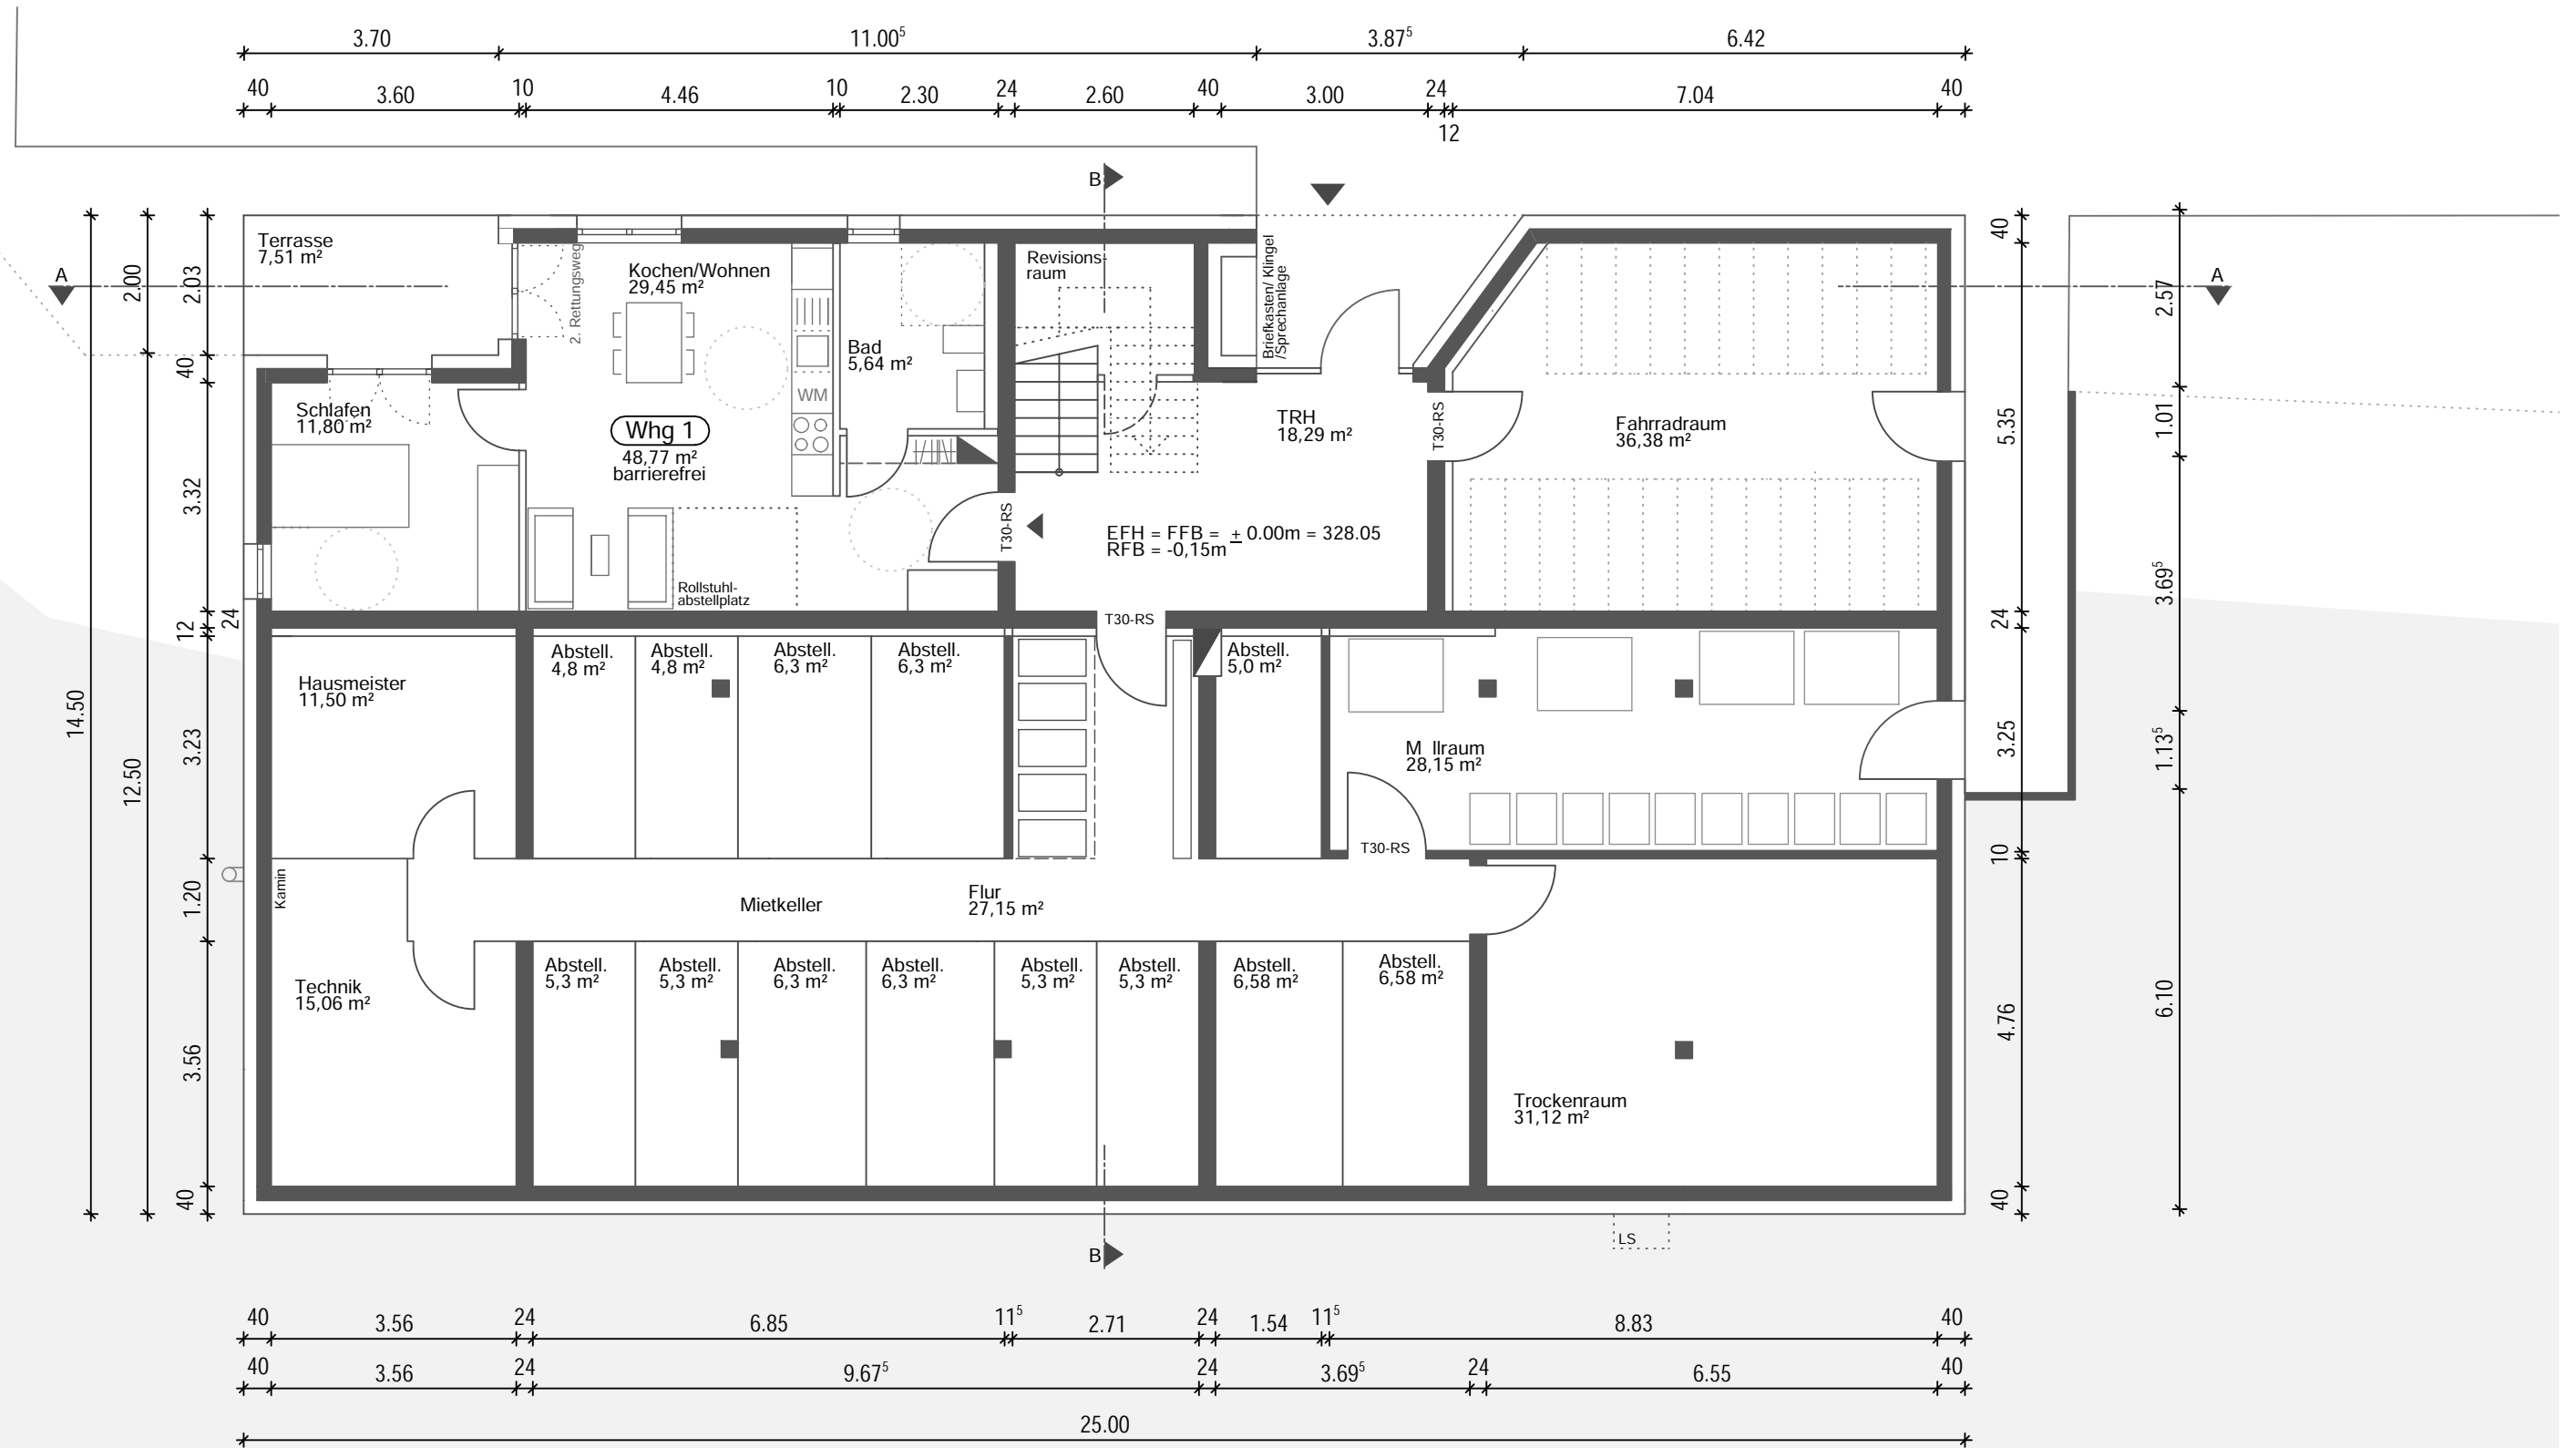 3.70
11.00⁵
3.87⁵
6.42
40
3.60
10
4.46
10
2.30
24
2.60
40
3.00
24
12
7.04
40
B
A
A
Terrasse
7,51 m²
2. Rettungsweg
Kochen/Wohnen
29,45 m²
WM
Bad
5,64 m²
Revisions-
raum
Briefkasten/ Klingel
/Sprechanlage
Schlafen
11,80 m²
Whg 1
48,77 m²
barrierefrei
Rollstuhl-
abstellplatz
T30-RS
TRH
18,29 m²
EFH = FFB = ± 0.00m = 328.05
RFB = -0,15m
T30-RS
T30-RS
Fahrradraum
36,38 m²
Hausmeister
11,50 m²
Abstell.
4,8 m²
Abstell.
4,8 m²
Abstell.
6,3 m²
Abstell.
6,3 m²
Abstell.
5,0 m²
M llraum
28,15 m²
T30-RS
Kamin
Mietkeller
Flur
27,15 m²
Technik
15,06 m²
Abstell.
5,3 m²
Abstell.
5,3 m²
Abstell.
6,3 m²
Abstell.
6,3 m²
Abstell.
5,3 m²
Abstell.
5,3 m²
Abstell.
6,58 m²
Abstell.
6,58 m²
Trockenraum
31,12 m²
LS
B
14.50
2.00
12.50
2.03
40
3.32
12
24
3.23
1.20
3.56
40
40
5.35
24
3.25
10
4.76
40
2.57
1.01
3.69⁵
1.13⁵
6.10
40
3.56
24
6.85
11⁵
2.71
24
1.54
11⁵
8.83
40
40
3.56
24
9.67⁵
24
3.69⁵
24
6.55
40
25.00